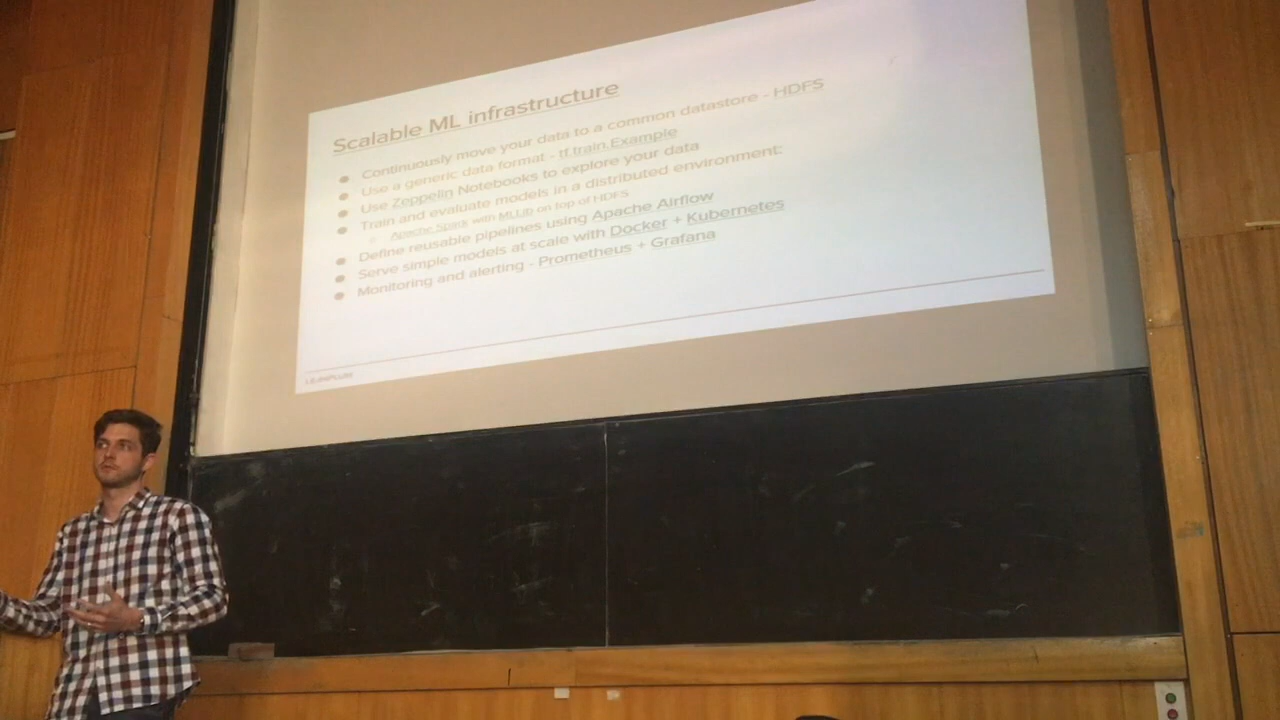 Scalable ML infrastructure
● Continuously move your data to a common datastore - HDFS
● Use a generic data format - tf.train.Example
● Use Zeppelin Notebooks to explore your data
● Train and evaluate models in a distributed environment:
○ Apache Spark with MLLib on top of HDFS
● Define reusable pipelines using Apache Airflow
● Serve simple models at scale with Docker + Kubernetes
● Monitoring and alerting - Prometheus + Grafana